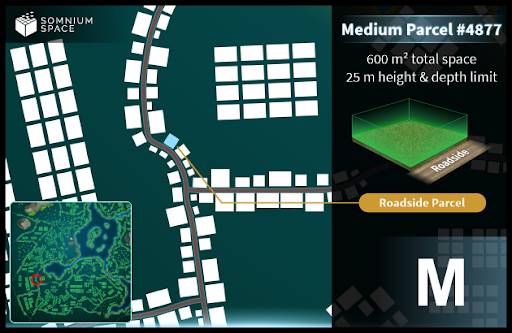 SOMNIUM
SPACE
Medium Parcel #4877
600 m² total space
25 m height & depth limit
Roadside
Roadside Parcel
M